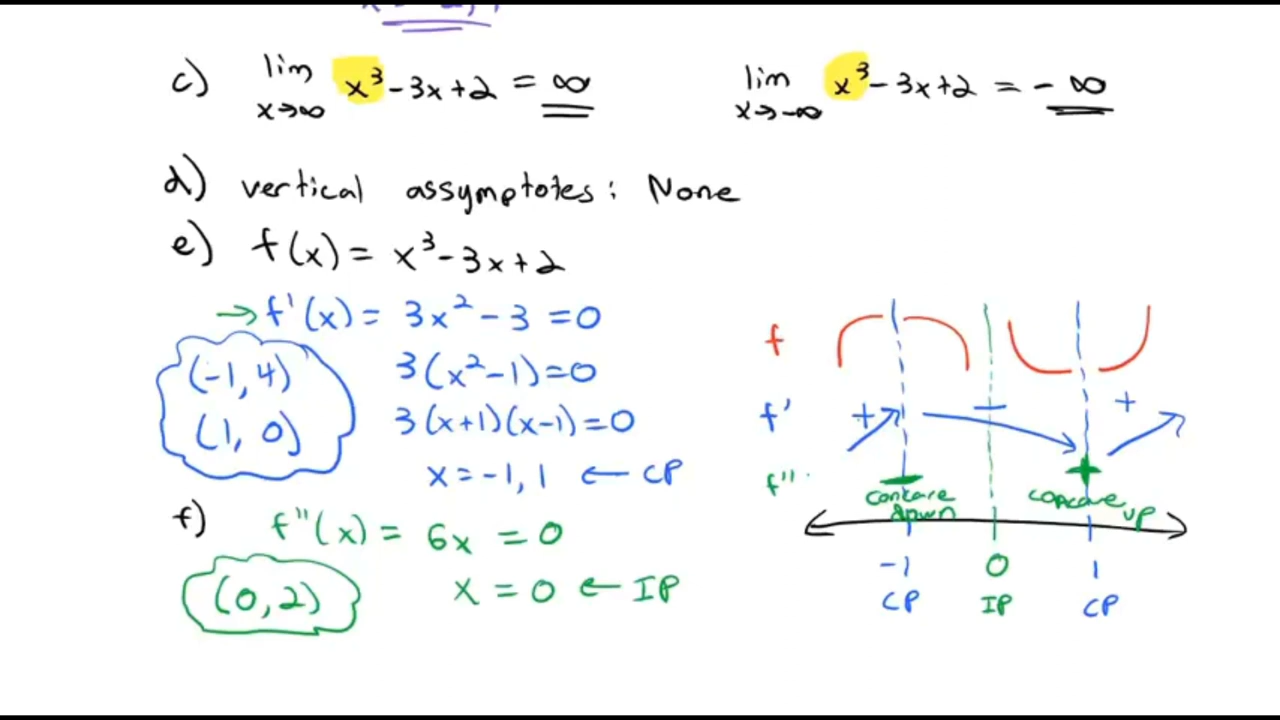 c) lim x→∞ x³-3x+2 = ∞ lim x→-∞ x³-3x+2 = -∞
d) vertical assymptotes: None
e) f(x) = x³-3x+2
→ f'(x) = 3x²-3 = 0
(-1, 4) 3(x²-1)=0
(1, 0) 3(x+1)(x-1)=0
x = -1, 1 ← CP
f) f''(x) = 6x = 0
(0, 2) x = 0 ← IP
f
f' + - +
f'' - +
concave down concave up
-1 0 1
CP IP CP